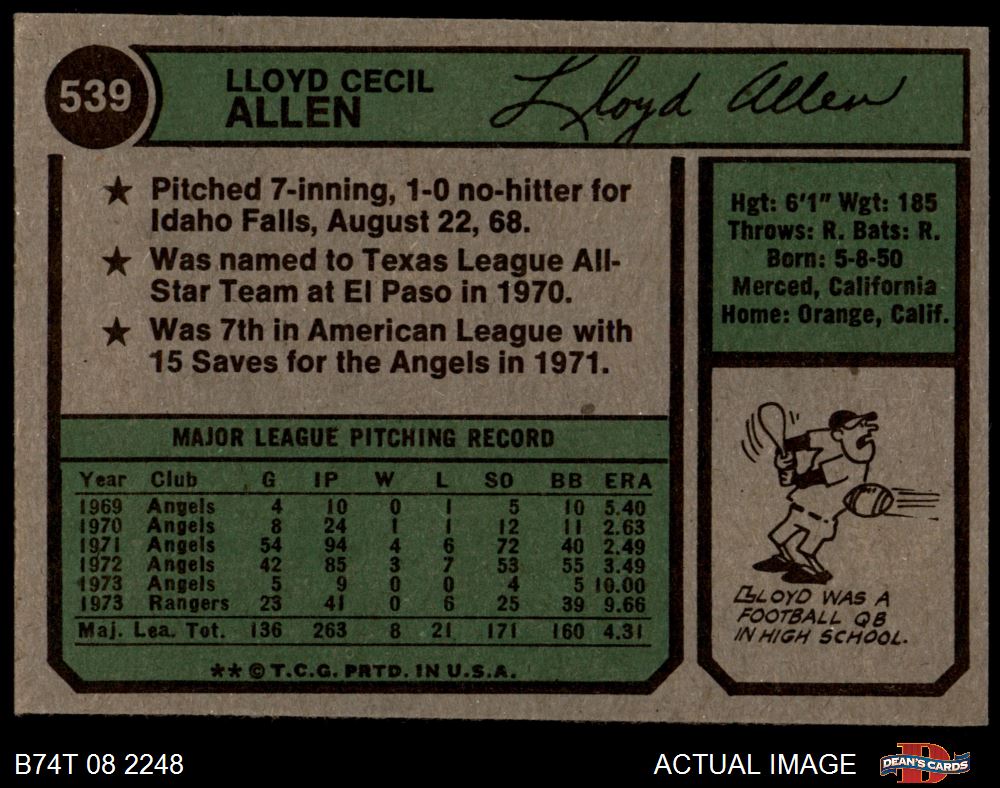 539
LLOYD CECIL
ALLEN
Lloyd Allen
★ Pitched 7-inning, 1-0 no-hitter for
Idaho Falls, August 22, 68.
★ Was named to Texas League All-
Star Team at El Paso in 1970.
★ Was 7th in American League with
15 Saves for the Angels in 1971.
Hgt: 6'1" Wgt: 185
Throws: R. Bats: R.
Born: 5-8-50
Merced, California
Home: Orange, Calif.
MAJOR LEAGUE PITCHING RECORD
Year Club G IP W L SO BB ERA
1969 Angels 4 10 0 1 5 10 5.40
1970 Angels 8 24 1 1 12 11 2.63
1971 Angels 54 94 4 6 72 40 2.49
1972 Angels 42 85 3 7 53 55 3.49
1973 Angels 5 9 0 0 4 5 10.00
1973 Rangers 23 41 0 6 25 39 9.66
Maj. Lea. Tot. 136 263 8 21 171 160 4.31
** © T.C.G. PRTD. IN U.S.A.
LLOYD WAS A
FOOTBALL QB
IN HIGH SCHOOL.
B74T 08 2248
ACTUAL IMAGE
D
DEAN'S CARDS